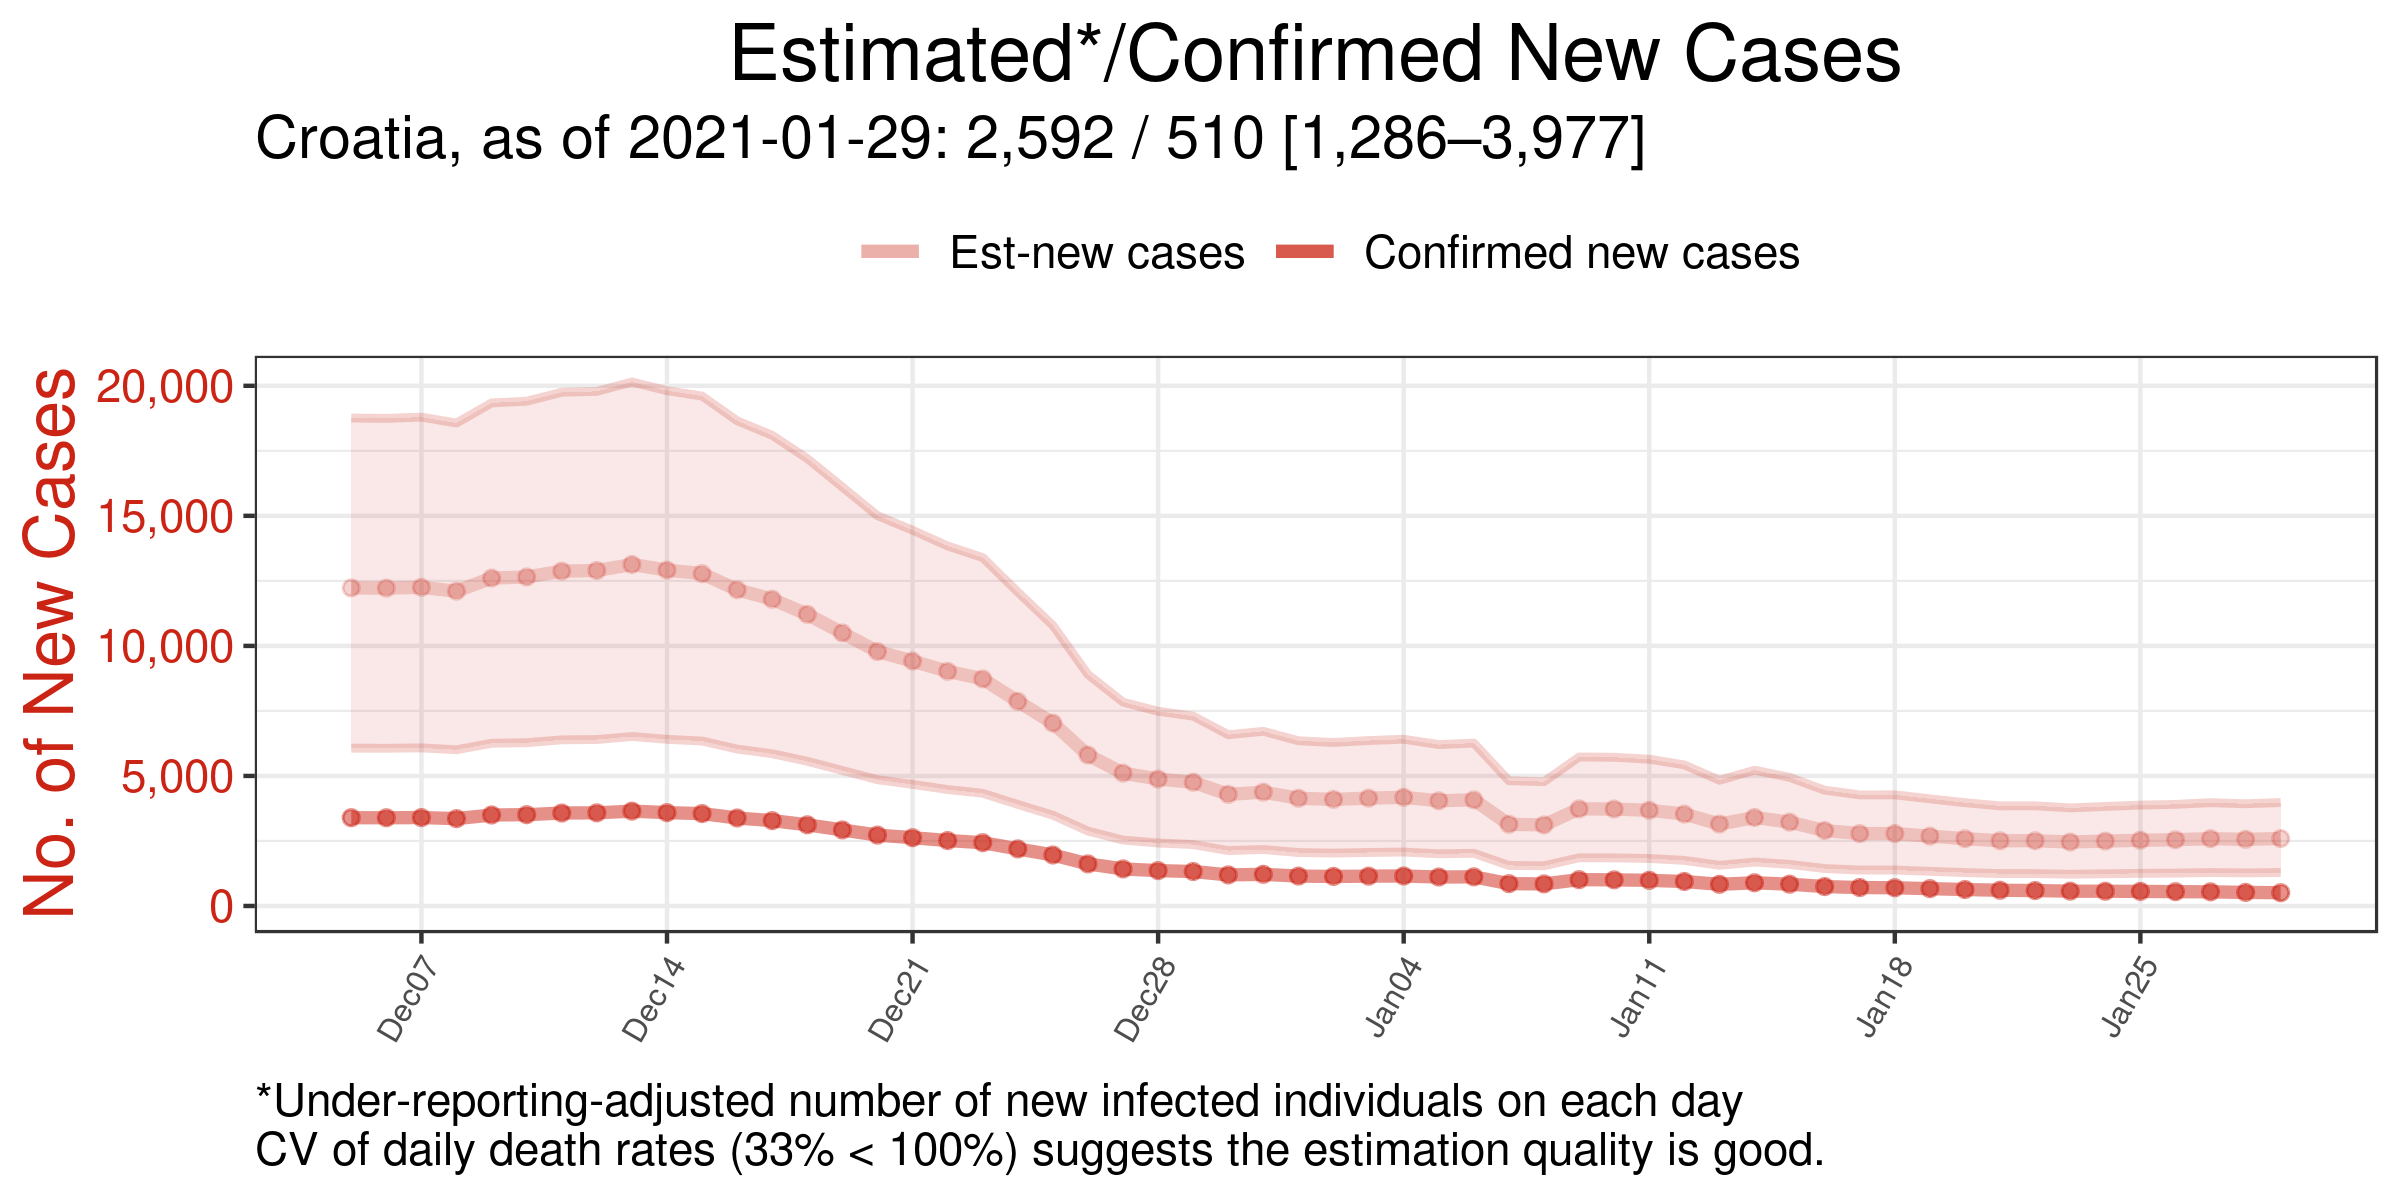 Estimated*/Confirmed New Cases
Croatia, as of 2021-01-29: 2,592 / 510 [1,286–3,977]
Est-new cases
Confirmed new cases
No. of New Cases
20,000
15,000
10,000
5,000
0
Dec07
Dec14
Dec21
Dec28
Jan04
Jan11
Jan18
Jan25
*Under-reporting-adjusted number of new infected individuals on each day
CV of daily death rates (33% < 100%) suggests the estimation quality is good.